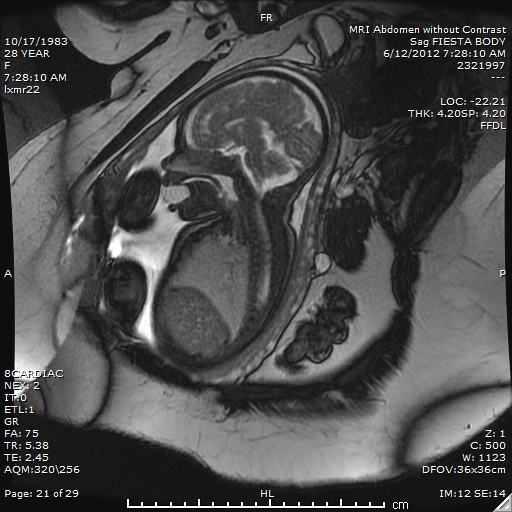 FR
10/17/1983
28 YEAR
F
7:28:10 AM
lxmr22
MRI Abdomen without Contrast
Sag FIESTA BODY
6/12/2012 7:28:10 AM
2321997
---
LOC: -22.21
THK: 4.20SP: 4.20
FFDL
A
P
8CARDIAC
NEX: 2
IT:0
ETL:1
GR
FA: 75
TR: 5.38
TE: 2.45
AQM:320\256
Z: 1
C: 500
W: 1123
DFOV:36x36cm
Page: 21 of 29
HL
cm
IM:12 SE:14